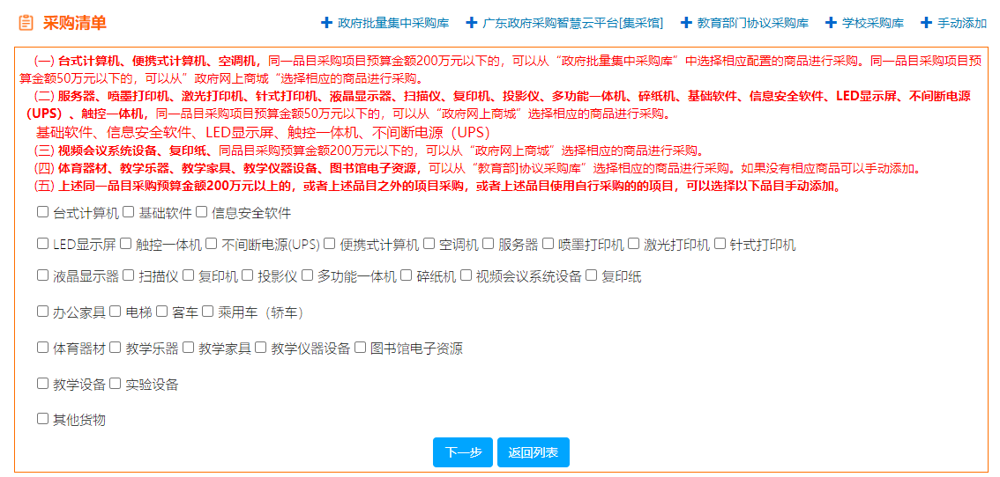 采购清单
政府批量集中采购库 广东政府采购智慧云平台[集采馆] 教育部门协议采购库 学校采购库 手动添加
(一) 台式计算机、便携式计算机、空调机，同一品目采购项目预算金额200万元以下的，可以从“政府批量集中采购库”中选择相应配置的商品进行采购。同一品目采购项目预
算金额50万元以下的，可以从”政府网上商城“选择相应的商品进行采购。
(二) 服务器、喷墨打印机、激光打印机、针式打印机、液晶显示器、扫描仪、复印机、投影仪、多功能一体机、碎纸机、基础软件、信息安全软件、LED显示屏、不间断电源
（UPS）、触控一体机，同一品目采购项目预算金额50万元以下的，可以从“政府网上商城”选择相应的商品进行采购。
基础软件、信息安全软件、LED显示屏、触控一体机、不间断电源（UPS）
(三) 视频会议系统设备、复印纸、同品目采购预算金额200万元以下的，可以从“政府网上商城”选择相应的商品进行采购。
(四) 体育器材、教学乐器、教学家具、教学仪器设备、图书馆电子资源，可以从“教育部]协议采购库”选择相应的商品进行采购。如果没有相应商品可以手动添加。
(五) 上述同一品目采购预算金额200万元以上的，或者上述品目之外的项目采购，或者上述品目使用自行采购的的项目，可以选择以下品目手动添加。
台式计算机 基础软件 信息安全软件
LED显示屏 触控一体机 不间断电源(UPS) 便携式计算机 空调机 服务器 喷墨打印机 激光打印机 针式打印机
液晶显示器 扫描仪 复印机 投影仪 多功能一体机 碎纸机 视频会议系统设备 复印纸
办公家具 电梯 客车 乘用车（轿车）
体育器材 教学乐器 教学家具 教学仪器设备 图书馆电子资源
教学设备 实验设备
其他货物
下一步 返回列表